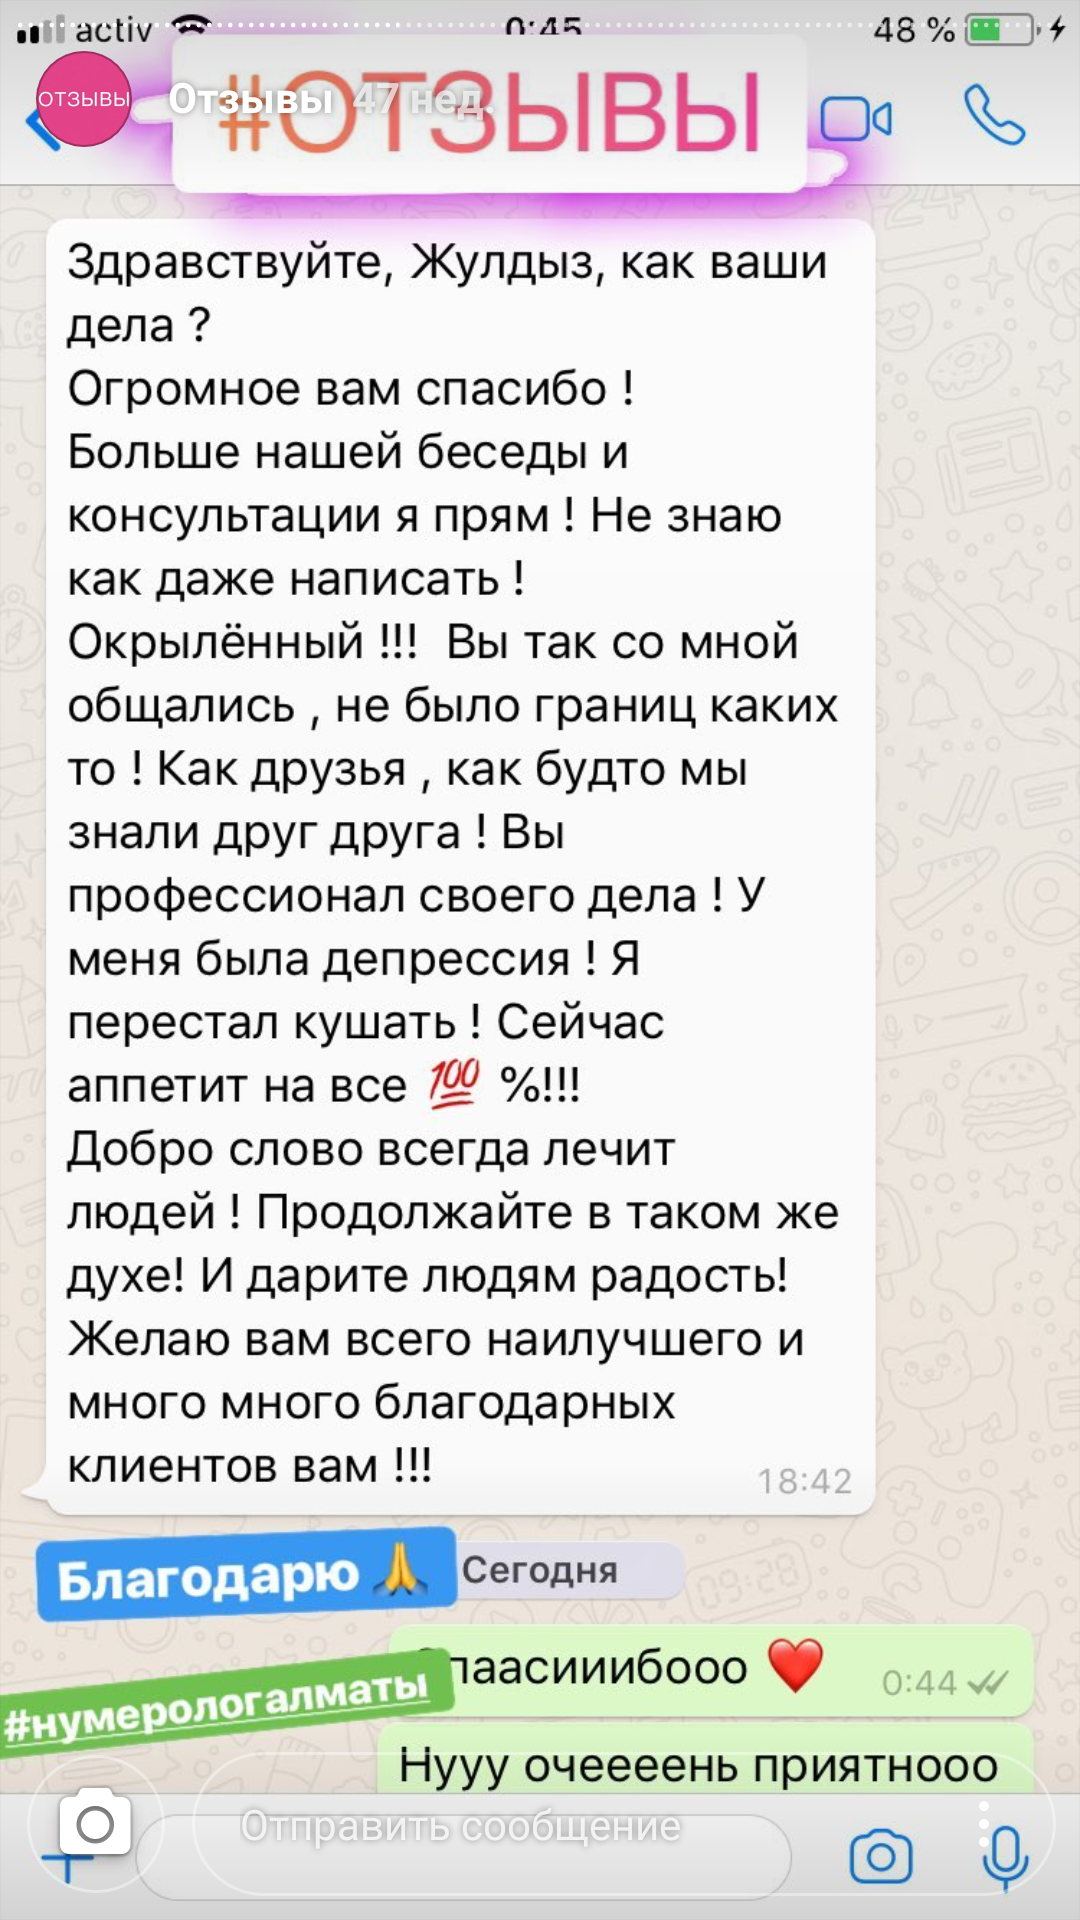 activ
0:45
48 %
#ОТЗЫВЫ
ОТЗЫВЫ
Отзывы 47 нед.
Здравствуйте, Жулдыз, как ваши
дела ?
Огромное вам спасибо !
Больше нашей беседы и
консультации я прям ! Не знаю
как даже написать !
Окрылённый !!!  Вы так со мной
общались , не было границ каких
то ! Как друзья , как будто мы
знали друг друга ! Вы
профессионал своего дела ! У
меня была депрессия ! Я
перестал кушать ! Сейчас
аппетит на все 💯 %!!!
Добро слово всегда лечит
людей ! Продолжайте в таком же
духе! И дарите людям радость!
Желаю вам всего наилучшего и
много много благодарных
клиентов вам !!!
18:42
Благодарю 🙏
Сегодня
паасииибооо ❤️ 0:44
#нумерологалматы
Нууу очеееень приятнооо
Отправить сообщение